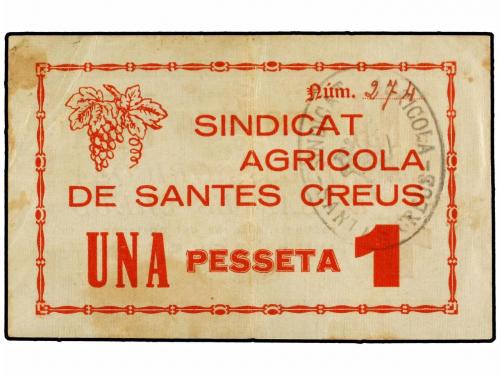 Núm. 274
SINDICAT
AGRICOLA
DE SANTES CREUS
UNA PESSETA 1